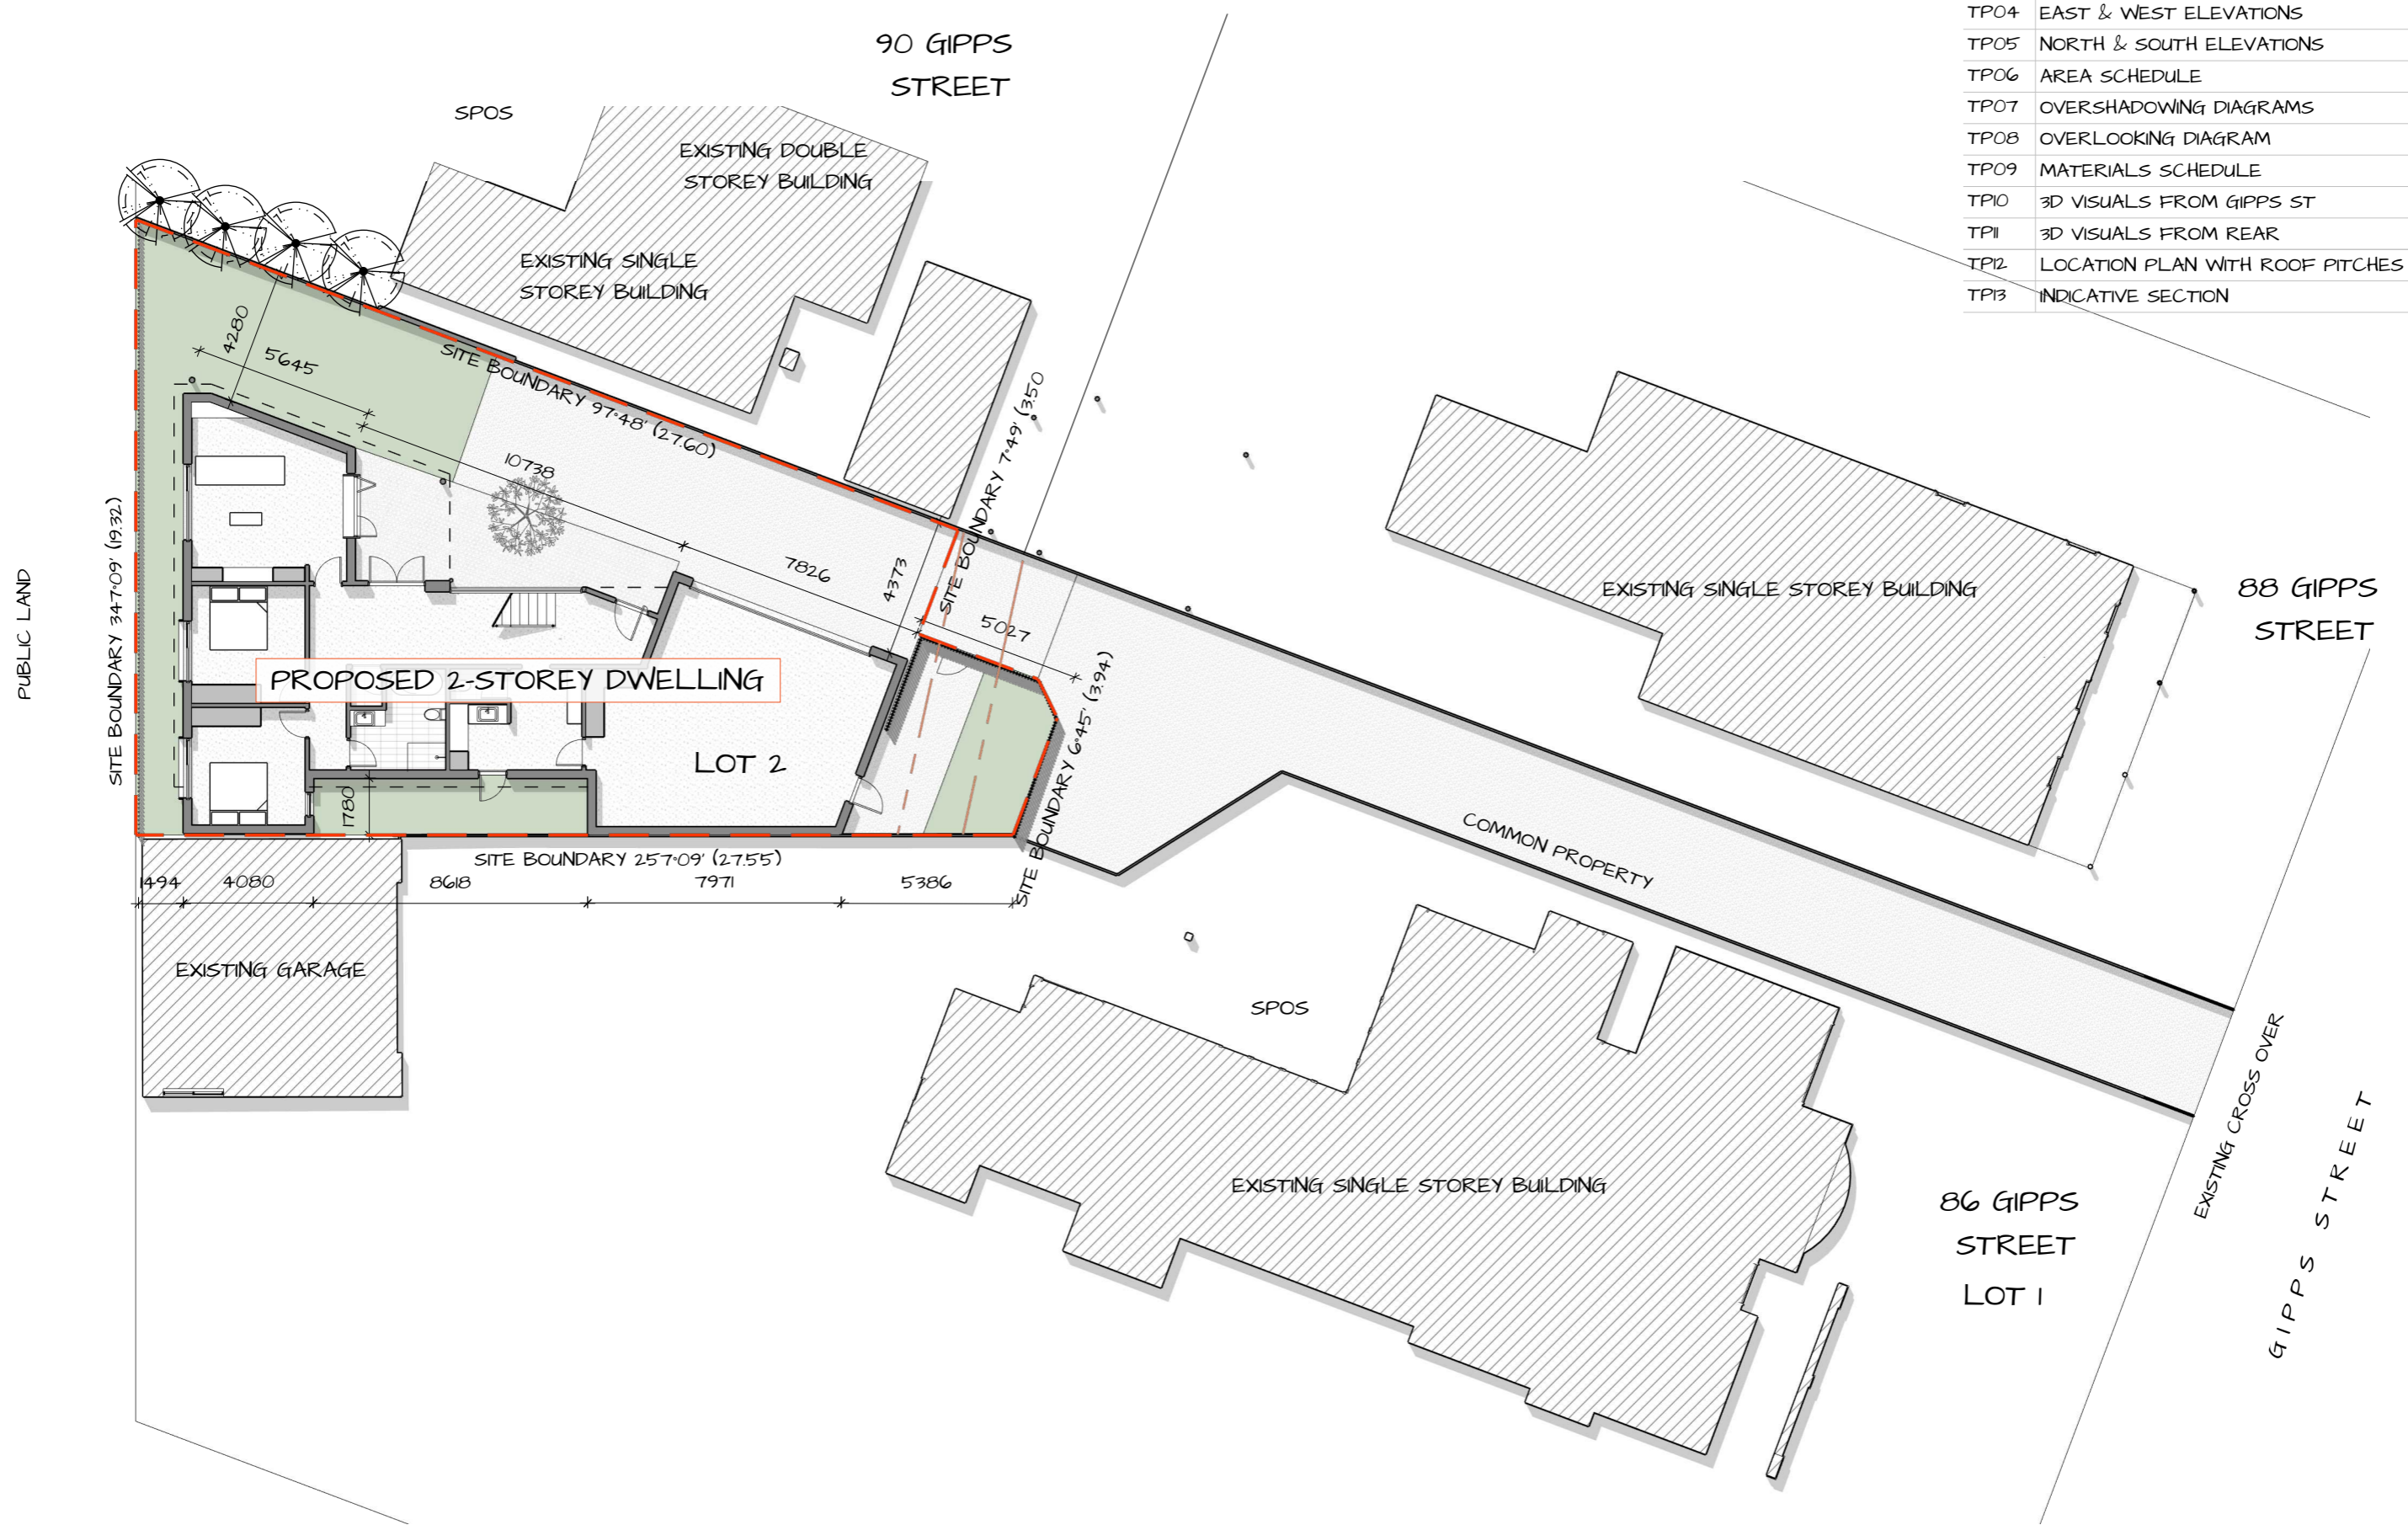 TP04 EAST & WEST ELEVATIONS
TP05 NORTH & SOUTH ELEVATIONS
TP06 AREA SCHEDULE
TP07 OVERSHADOWING DIAGRAMS
TP08 OVERLOOKING DIAGRAM
TP09 MATERIALS SCHEDULE
TP10 3D VISUALS FROM GIPPS ST
TP11 3D VISUALS FROM REAR
TP12 LOCATION PLAN WITH ROOF PITCHES
TP13 INDICATIVE SECTION
90 GIPPS
STREET
SPOS
EXISTING DOUBLE
STOREY BUILDING
EXISTING SINGLE
STOREY BUILDING
4280
5645
SITE BOUNDARY 97°48' (27.60)
10738
7826
4373
SITE BOUNDARY 7°49' (3.50
5027
EXISTING SINGLE STOREY BUILDING
88 GIPPS
STREET
PUBLIC LAND
SITE BOUNDARY 347°09' (19.32)
PROPOSED 2-STOREY DWELLING
LOT 2
1780
SITE BOUNDARY 6°45' (3.94)
SITE BOUNDARY 257°09' (27.55)
1494
4080
8618
7971
5386
COMMON PROPERTY
EXISTING GARAGE
SPOS
EXISTING SINGLE STOREY BUILDING
86 GIPPS
STREET
LOT 1
EXISTING CROSS OVER
GIPPS STREET